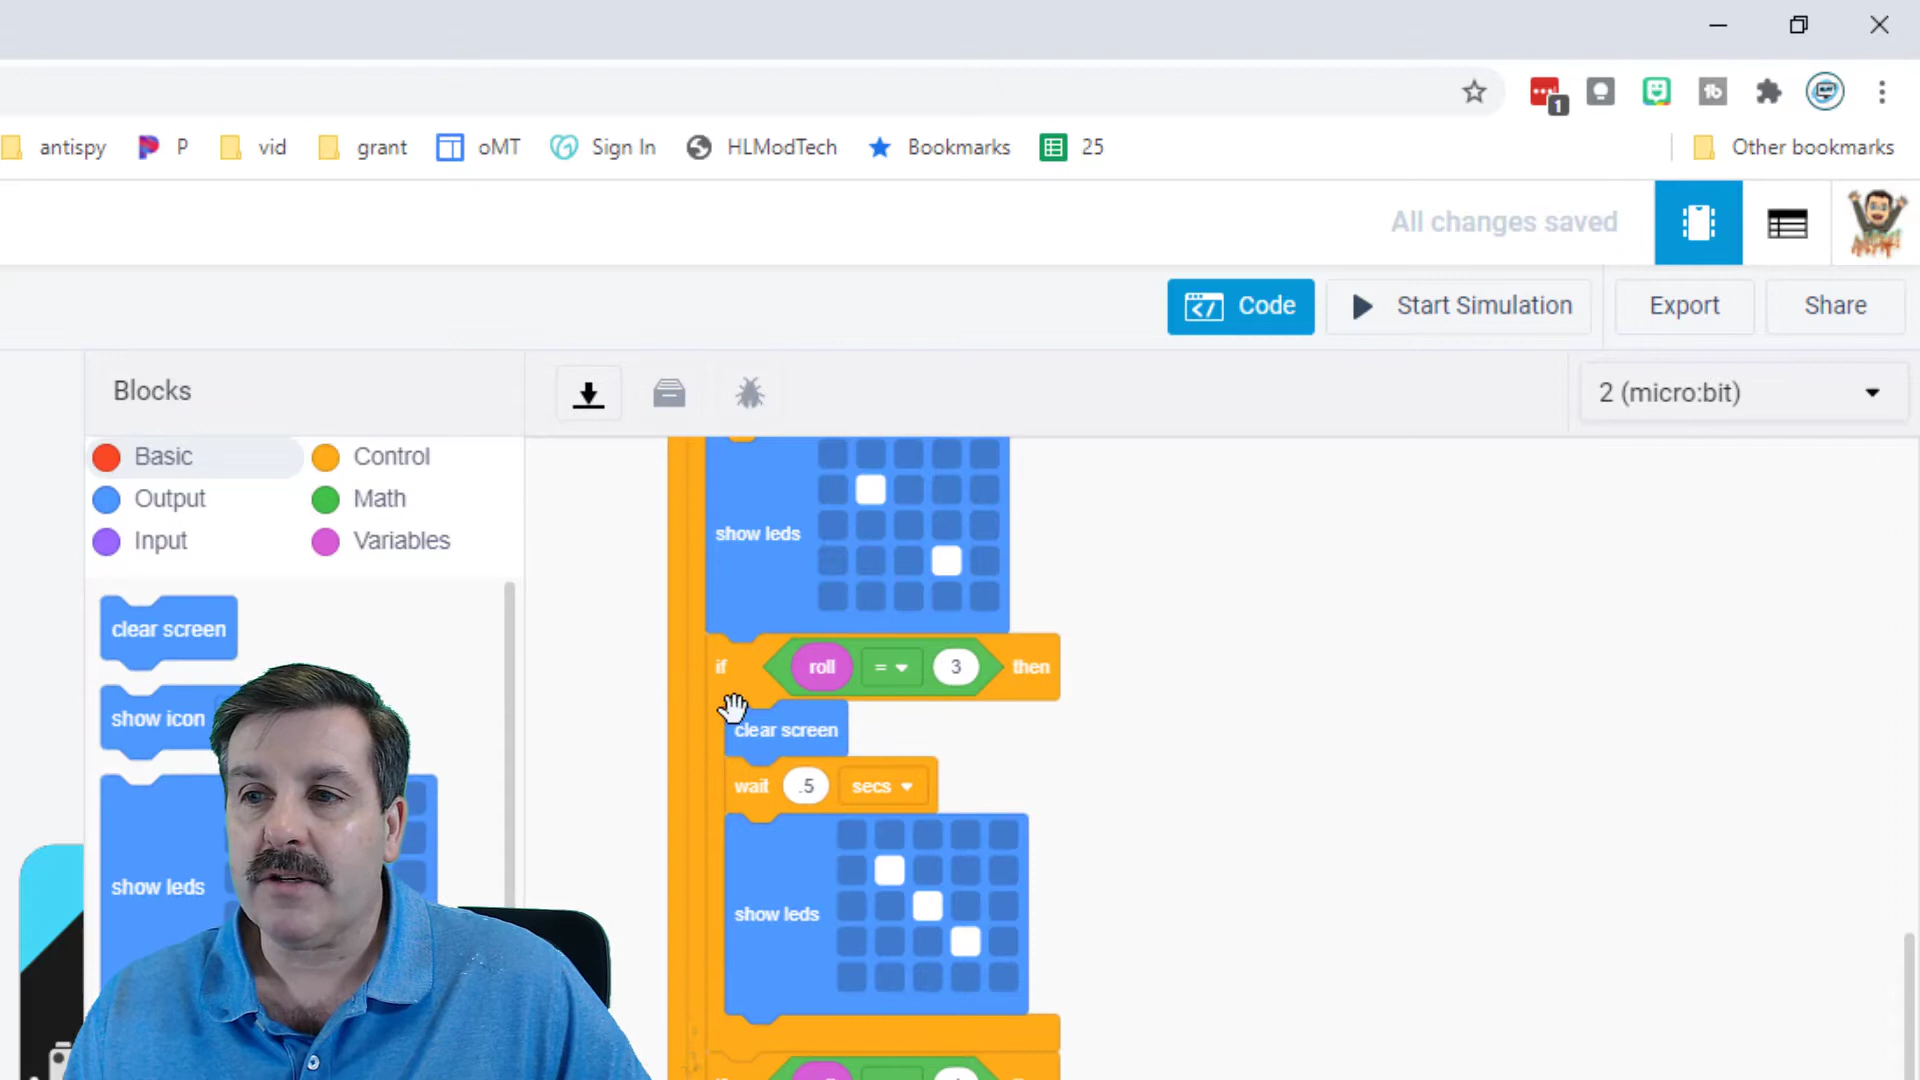 1
antispy
P
vid
grant
oMT
Sign In
HLModTech
Bookmarks
25
Other bookmarks
All changes saved
Code
Start Simulation
Export
Share
Blocks
2 (micro:bit)
Basic
Control
Output
Math
Input
Variables
clear screen
show icon
show leds
show leds
if roll = 3 then
clear screen
wait .5 secs
show leds